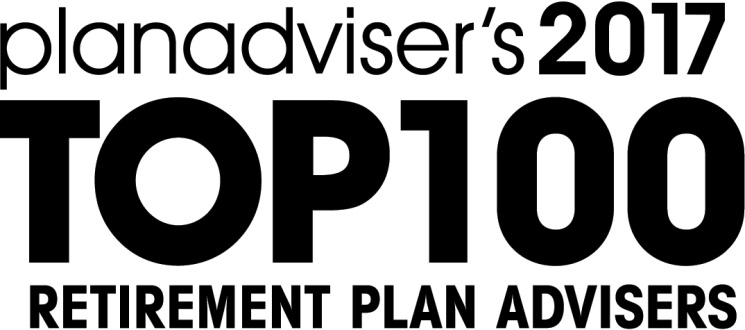 planadviser's 2017
TOP100
RETIREMENT PLAN ADVISERS